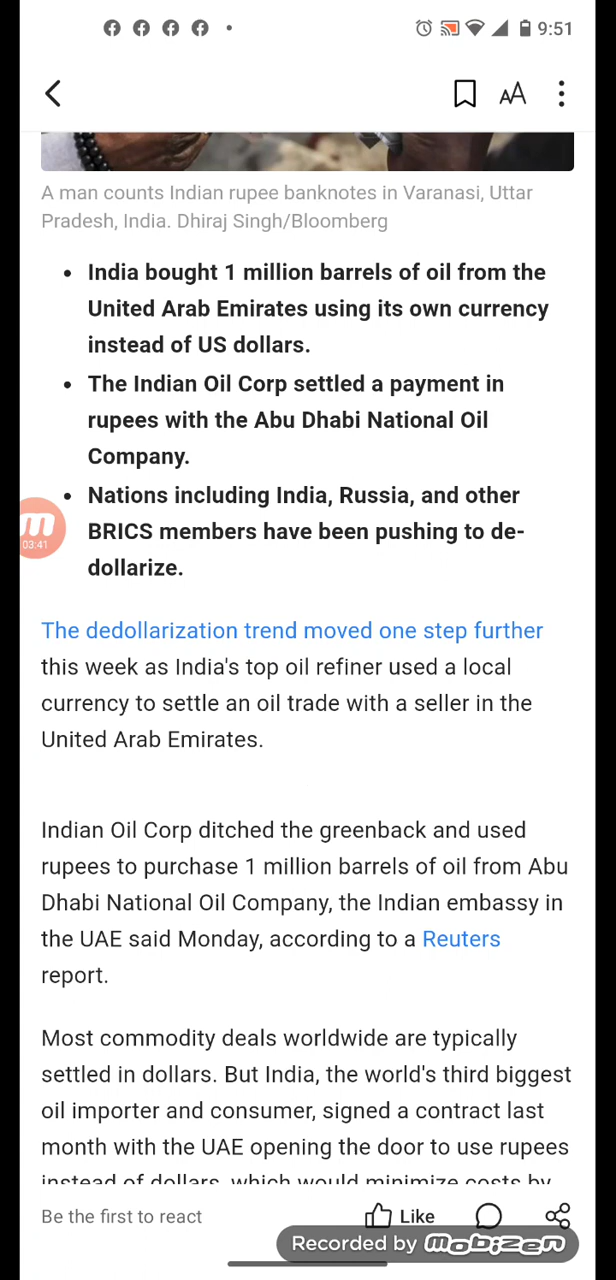 9:51
A man counts Indian rupee banknotes in Varanasi, Uttar
Pradesh, India. Dhiraj Singh/Bloomberg
• India bought 1 million barrels of oil from the
United Arab Emirates using its own currency
instead of US dollars.
• The Indian Oil Corp settled a payment in
rupees with the Abu Dhabi National Oil
Company.
• Nations including India, Russia, and other
BRICS members have been pushing to de-
dollarize.
03:41
The dedollarization trend moved one step further
this week as India's top oil refiner used a local
currency to settle an oil trade with a seller in the
United Arab Emirates.
Indian Oil Corp ditched the greenback and used
rupees to purchase 1 million barrels of oil from Abu
Dhabi National Oil Company, the Indian embassy in
the UAE said Monday, according to a Reuters
report.
Most commodity deals worldwide are typically
settled in dollars. But India, the world's third biggest
oil importer and consumer, signed a contract last
month with the UAE opening the door to use rupees
instead of dollars, which would minimize costs by
Be the first to react
Like
Recorded by mobizen